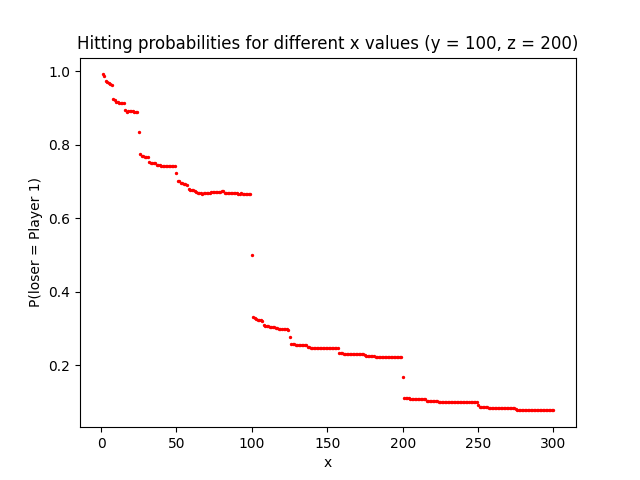 Hitting probabilities for different x values (y = 100, z = 200)
1.0
0.8
0.6
0.4
0.2
P(loser = Player 1)
0 50 100 150 200 250 300
x